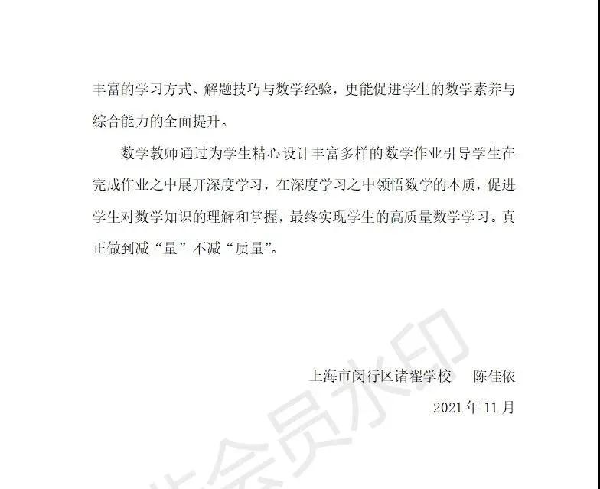 丰富的学习方式、解题技巧与数学经验，更能促进学生的数学素养与
综合能力的全面提升。
数学教师通过为学生精心设计丰富多样的数学作业引导学生在
完成作业之中展开深度学习，在深度学习之中领悟数学的本质，促进
学生对数学知识的理解和掌握，最终实现学生的高质量数学学习。真
正做到减“量”不减“质量”。
上海市闵行区诸翟学校 陈佳依
2021年11月
非会员水印